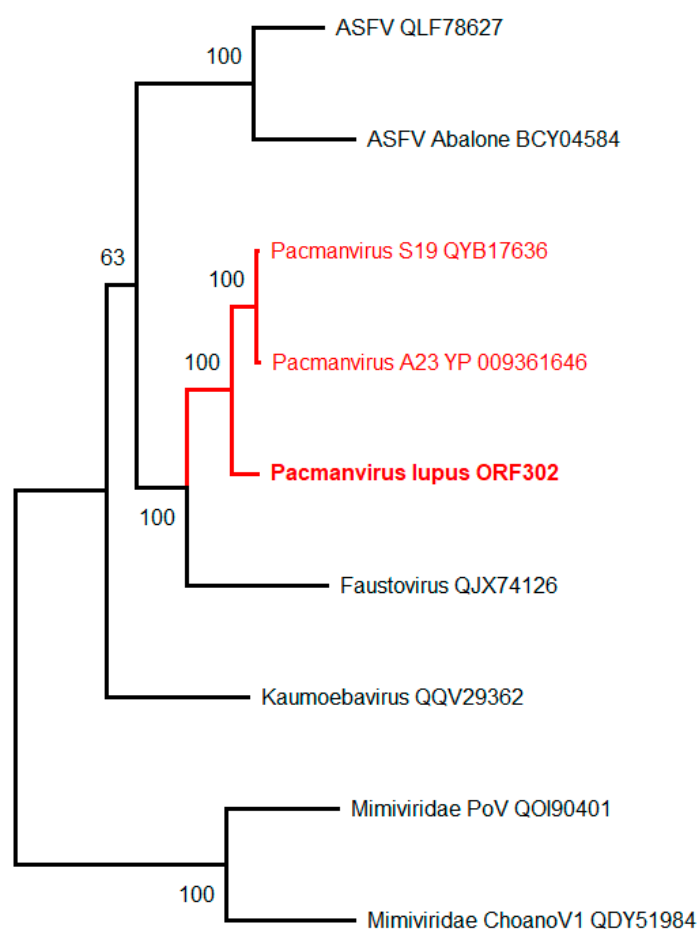 ASFV QLF78627
100
ASFV Abalone BCY04584
Pacmanvirus S19 QYB17636
63
100
Pacmanvirus A23 YP 009361646
100
Pacmanvirus lupus ORF302
100
Faustovirus QJX74126
Kaumoebavirus QQV29362
Mimiviridae PoV QOI90401
100
Mimiviridae ChoanoV1 QDY51984